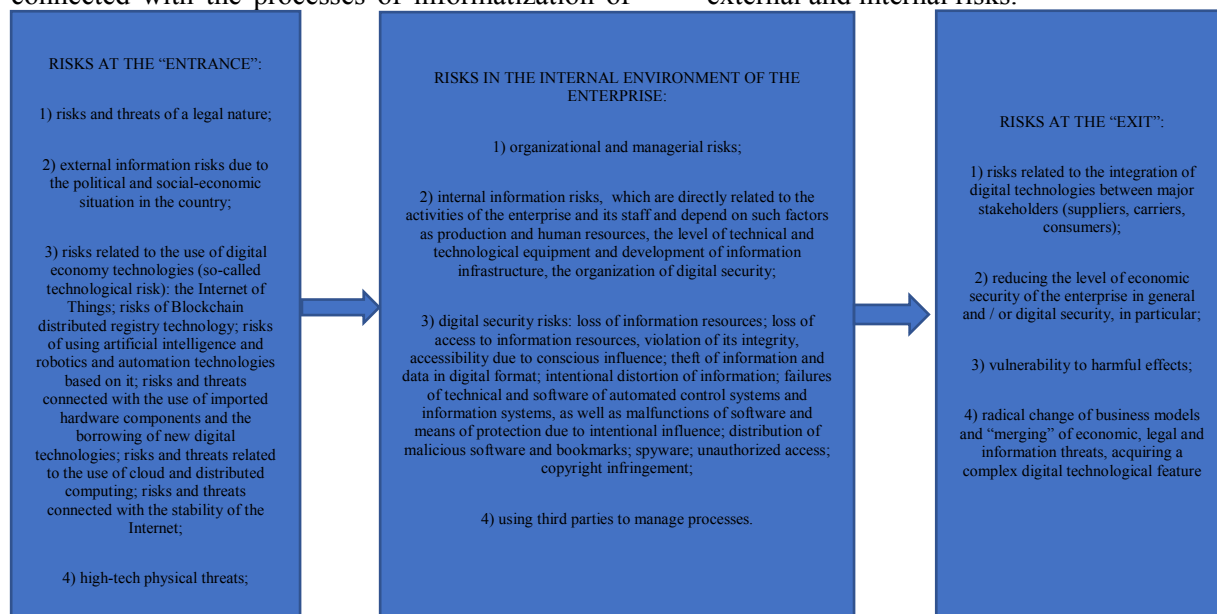 connected with the processes of informatization of
external and internal risks.
RISKS AT THE “ENTRANCE”:
1) risks and threats of a legal nature;
2) external information risks due to
the political and social-economic
situation in the country;
3) risks related to the use of digital
economy technologies (so-called
technological risk): the Internet of
Things; risks of Blockchain
distributed registry technology; risks
of using artificial intelligence and
robotics and automation technologies
based on it; risks and threats
connected with the use of imported
hardware components and the
borrowing of new digital
technologies; risks and threats related
to the use of cloud and distributed
computing; risks and threats
connected with the stability of the
Internet;
4) high-tech physical threats;
RISKS IN THE INTERNAL ENVIRONMENT OF THE
ENTERPRISE:
1) organizational and managerial risks;
2) internal information risks, which are directly related to the
activities of the enterprise and its staff and depend on such factors
as production and human resources, the level of technical and
technological equipment and development of information
infrastructure, the organization of digital security;
3) digital security risks: loss of information resources; loss of
access to information resources, violation of its integrity,
accessibility due to conscious influence; theft of information and
data in digital format; intentional distortion of information; failures
of technical and software of automated control systems and
information systems, as well as malfunctions of software and
means of protection due to intentional influence; distribution of
malicious software and bookmarks; spyware; unauthorized access;
copyright infringement;
4) using third parties to manage processes.
RISKS AT THE “EXIT”:
1) risks related to the integration of
digital technologies between major
stakeholders (suppliers, carriers,
consumers);
2) reducing the level of economic
security of the enterprise in general
and / or digital security, in particular;
3) vulnerability to harmful effects;
4) radical change of business models
and “merging” of economic, legal and
information threats, acquiring a
complex digital technological feature